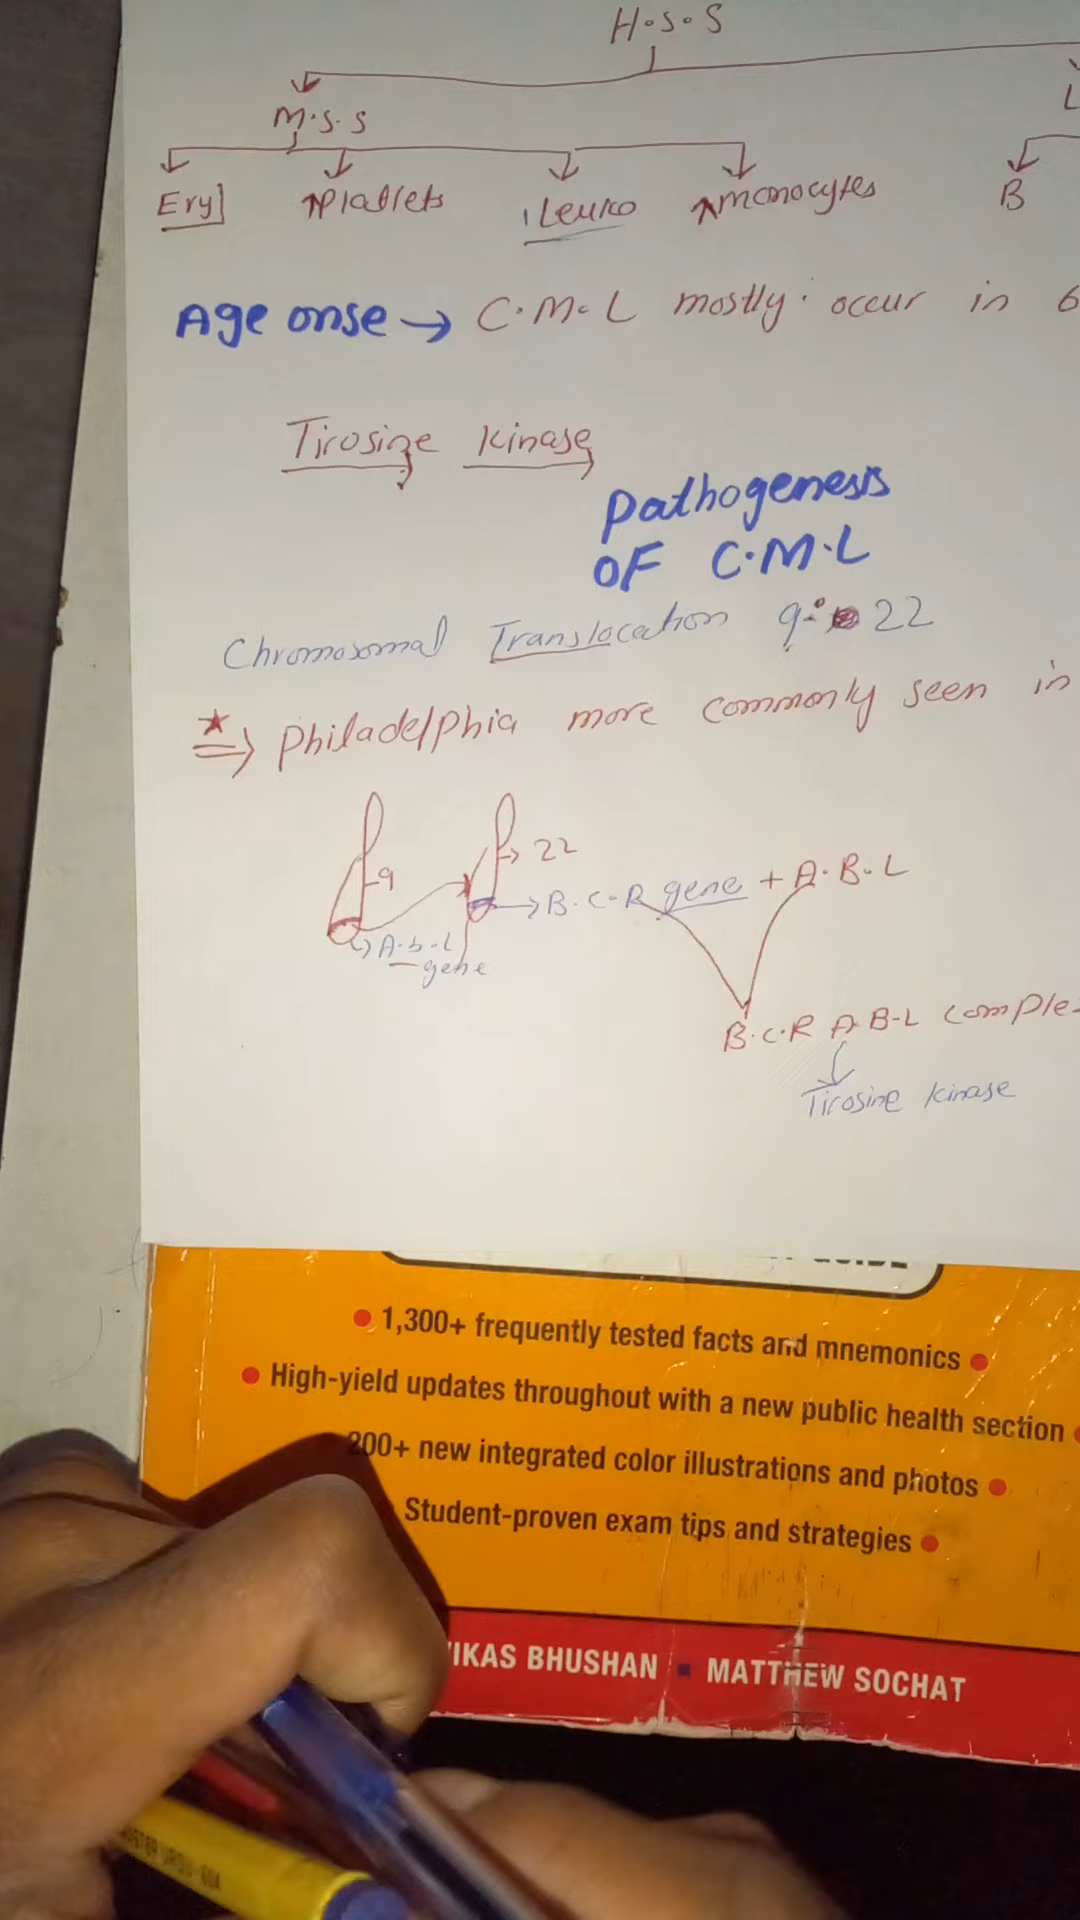 H.S.S
M.S.S L
Ery] ↑Platlets Leuko ↑monocytes B
Age onse → C.M.L mostly occur in 6
Tirosine kinase
Pathogenesis
OF C.M.L
Chromosomal Translocation 9: 22
⇒ Philadelphia more commonly seen in
9 → 22
→ B.C.R gene + A.B.L
→ A.b.L
gene
B.C.R A.B.L comple
Tirosine kinase
1,300+ frequently tested facts and mnemonics
High-yield updates throughout with a new public health section
200+ new integrated color illustrations and photos
Student-proven exam tips and strategies
IKAS BHUSHAN MATTHEW SOCHAT